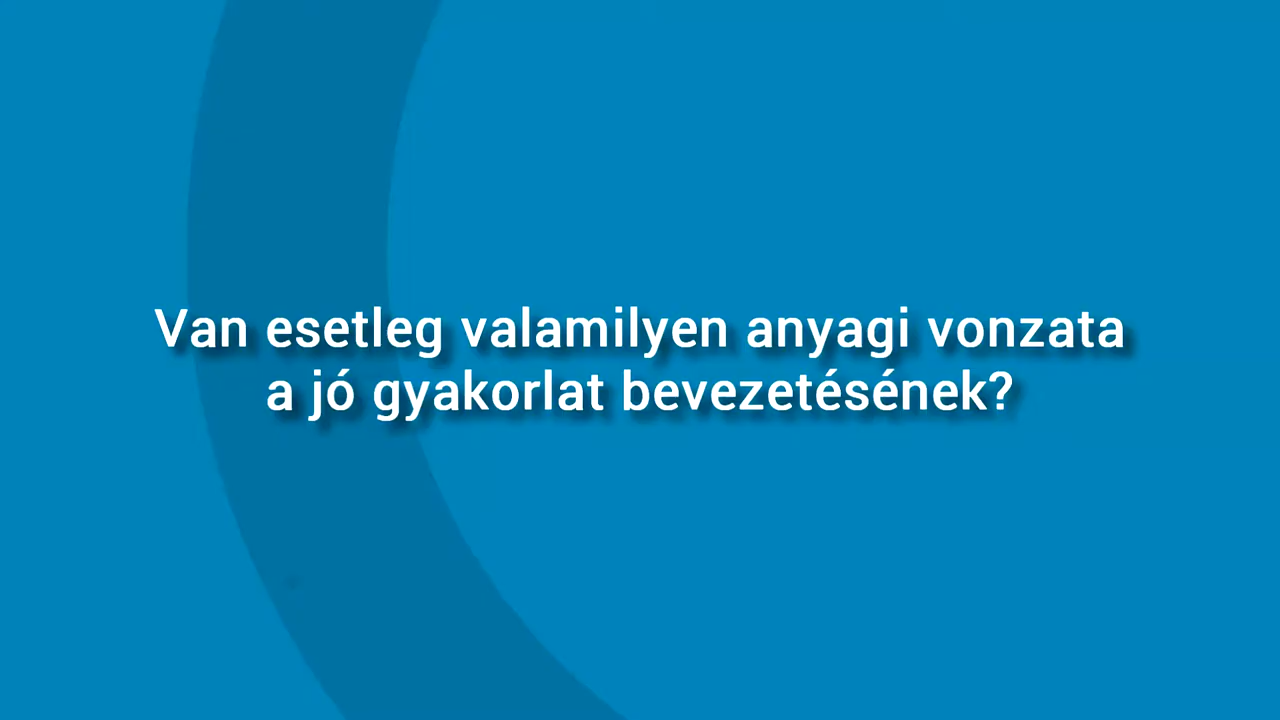 Van esetleg valamilyen anyagi vonzata
a jó gyakorlat bevezetésének?